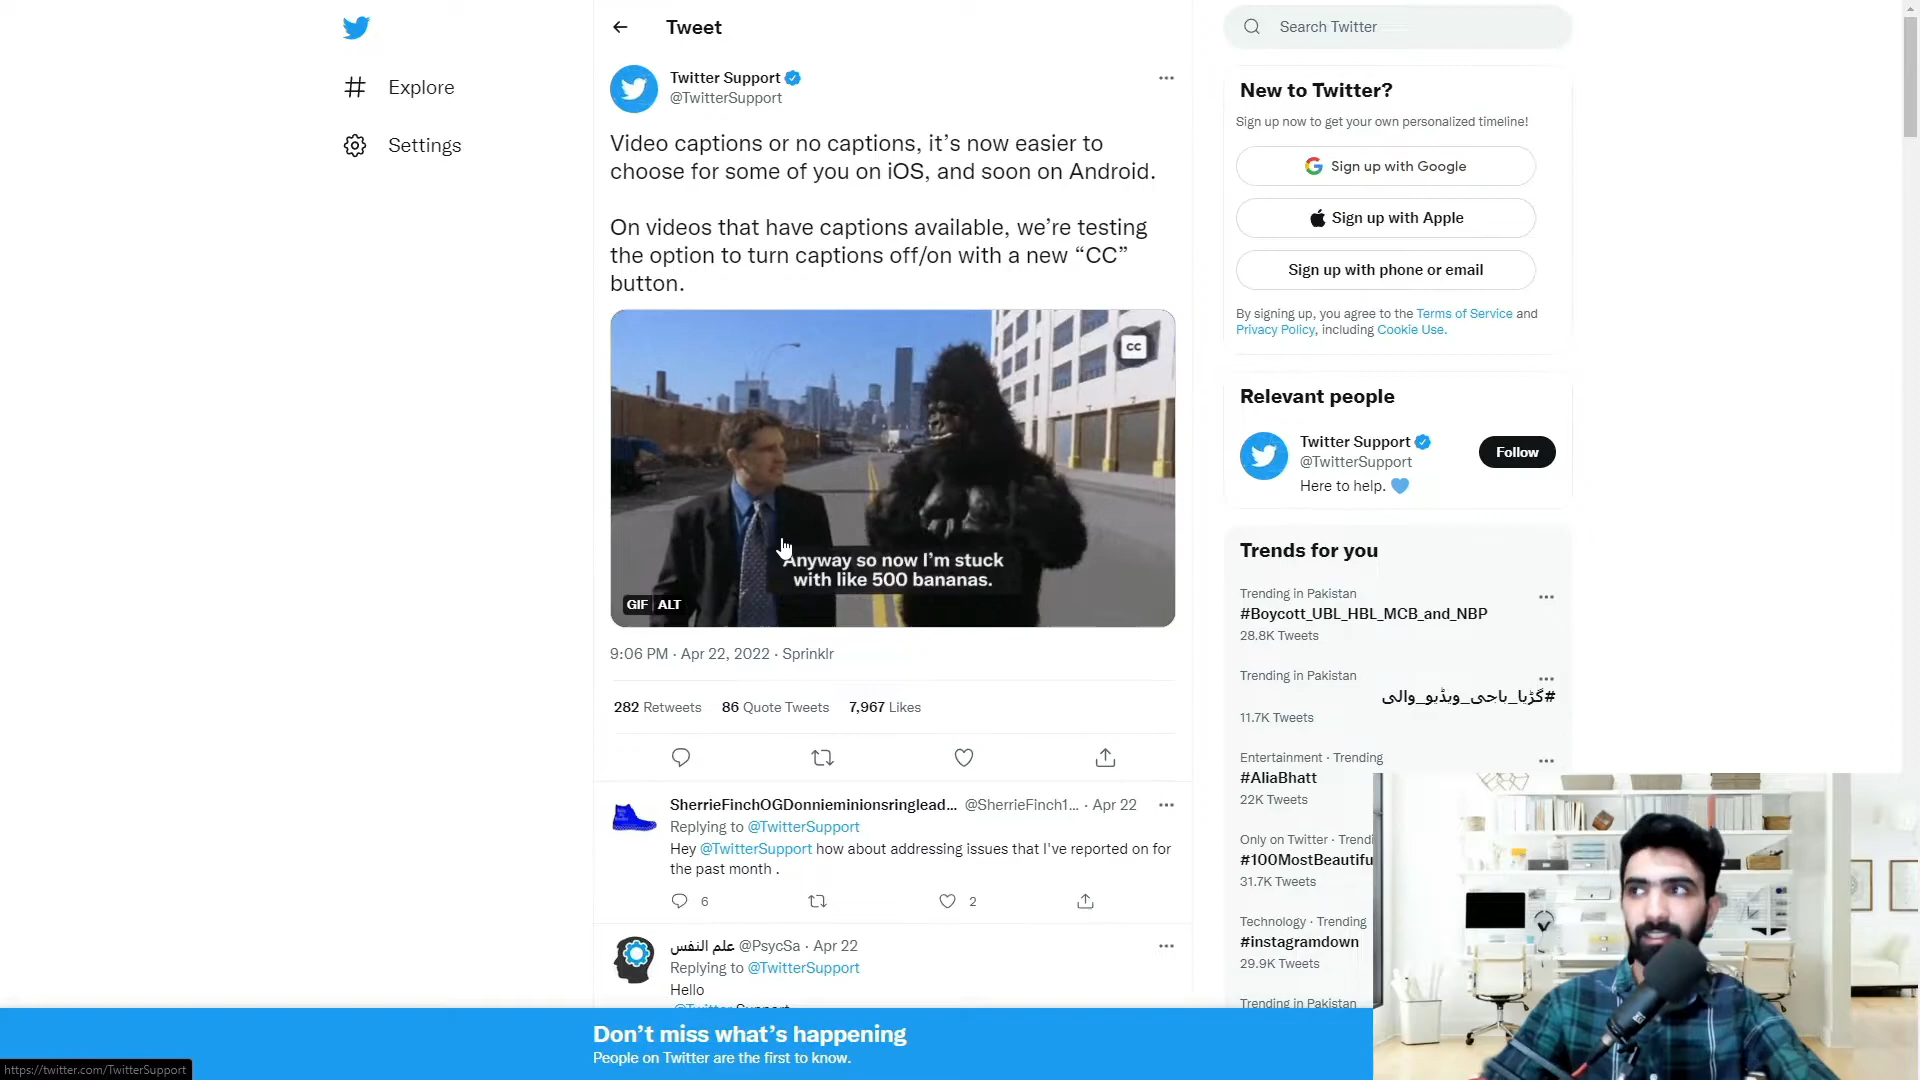 Explore
Settings
Tweet
Twitter Support
@TwitterSupport
Video captions or no captions, it’s now easier to
choose for some of you on iOS, and soon on Android.
On videos that have captions available, we’re testing
the option to turn captions off/on with a new “CC”
button.
CC
Anyway so now I’m stuck
with like 500 bananas.
GIF ALT
9:06 PM · Apr 22, 2022 · Sprinklr
282 Retweets 86 Quote Tweets 7,967 Likes
SherrieFinchOGDonnieminionsringlead... @SherrieFinch1... · Apr 22
Replying to @TwitterSupport
Hey @TwitterSupport how about addressing issues that I've reported on for
the past month .
6 2
علم النفس @PsycSa · Apr 22
Replying to @TwitterSupport
Hello
@Twitter Support
Search Twitter
New to Twitter?
Sign up now to get your own personalized timeline!
Sign up with Google
Sign up with Apple
Sign up with phone or email
By signing up, you agree to the Terms of Service and
Privacy Policy, including Cookie Use.
Relevant people
Twitter Support
@TwitterSupport
Follow
Here to help. 💙
Trends for you
Trending in Pakistan
#Boycott_UBL_HBL_MCB_and_NBP
28.8K Tweets
Trending in Pakistan
#گڑیا_باجی_ویڈیو_والی
11.7K Tweets
Entertainment · Trending
#AliaBhatt
22K Tweets
Only on Twitter · Trendi
#100MostBeautifu
31.7K Tweets
Technology · Trending
#instagramdown
29.9K Tweets
Trending in Pakistan
Don’t miss what’s happening
People on Twitter are the first to know.
https://twitter.com/TwitterSupport